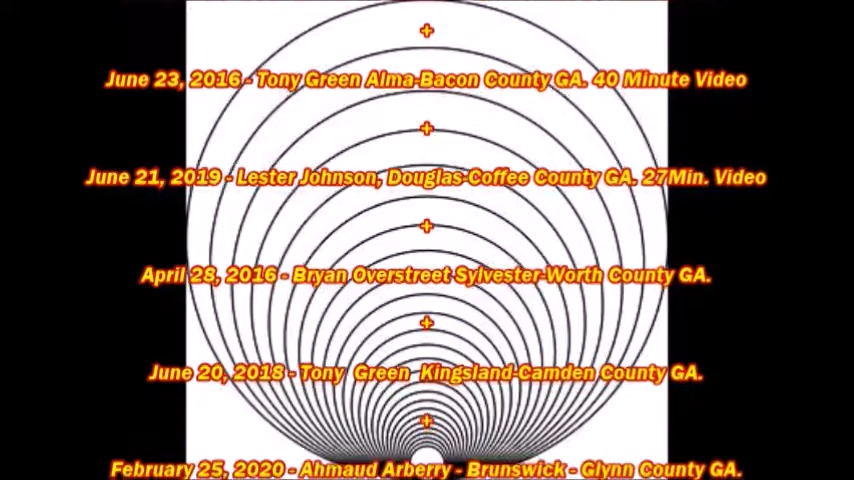 +
June 23, 2016 - Tony Green Alma-Bacon County GA. 40 Minute Video
+
June 21, 2019 - Lester Johnson, Douglas-Coffee County GA. 27Min. Video
+
April 28, 2016 - Bryan Overstreet Sylvester-Worth County GA.
+
June 20, 2018 - Tony Green Kingsland-Camden County GA.
+
February 25, 2020 - Ahmaud Arberry - Brunswick - Glynn County GA.